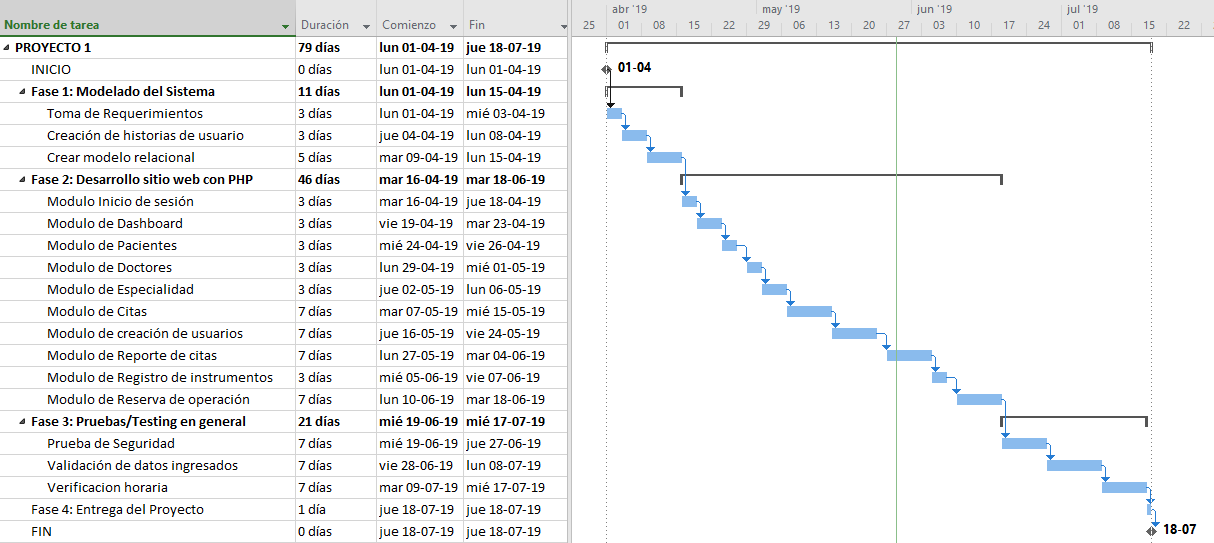 Nombre de tarea Duración Comienzo Fin
abr '19 may '19 jun '19 jul '19
25 01 08 15 22 29 06 13 20 27 03 10 17 24 01 08 15 22
PROYECTO 1 79 días lun 01-04-19 jue 18-07-19
INICIO 0 días lun 01-04-19 lun 01-04-19 01-04
Fase 1: Modelado del Sistema 11 días lun 01-04-19 lun 15-04-19
Toma de Requerimientos 3 días lun 01-04-19 mié 03-04-19
Creación de historias de usuario 3 días jue 04-04-19 lun 08-04-19
Crear modelo relacional 5 días mar 09-04-19 lun 15-04-19
Fase 2: Desarrollo sitio web con PHP 46 días mar 16-04-19 mar 18-06-19
Modulo Inicio de sesión 3 días mar 16-04-19 jue 18-04-19
Modulo de Dashboard 3 días vie 19-04-19 mar 23-04-19
Modulo de Pacientes 3 días mié 24-04-19 vie 26-04-19
Modulo de Doctores 3 días lun 29-04-19 mié 01-05-19
Modulo de Especialidad 3 días jue 02-05-19 lun 06-05-19
Modulo de Citas 7 días mar 07-05-19 mié 15-05-19
Modulo de creación de usuarios 7 días jue 16-05-19 vie 24-05-19
Modulo de Reporte de citas 7 días lun 27-05-19 mar 04-06-19
Modulo de Registro de instrumentos 3 días mié 05-06-19 vie 07-06-19
Modulo de Reserva de operación 7 días lun 10-06-19 mar 18-06-19
Fase 3: Pruebas/Testing en general 21 días mié 19-06-19 mié 17-07-19
Prueba de Seguridad 7 días mié 19-06-19 jue 27-06-19
Validación de datos ingresados 7 días vie 28-06-19 lun 08-07-19
Verificacion horaria 7 días mar 09-07-19 mié 17-07-19
Fase 4: Entrega del Proyecto 1 día jue 18-07-19 jue 18-07-19
FIN 0 días jue 18-07-19 jue 18-07-19 18-07